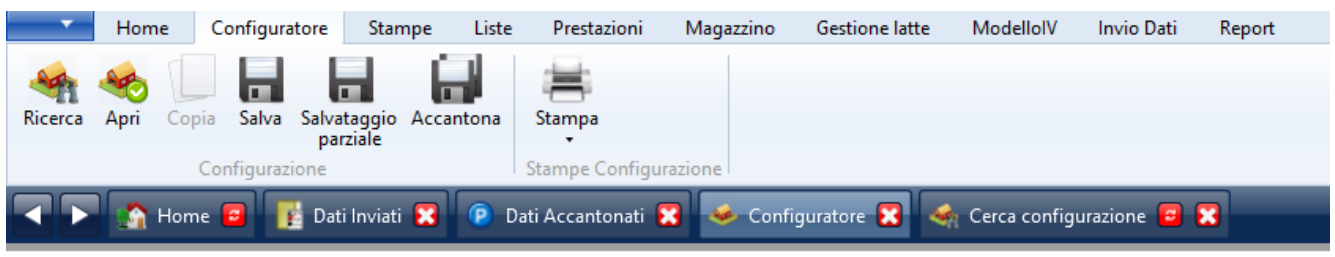 Home Configuratore Stampe Liste Prestazioni Magazzino Gestione latte ModelloIV Invio Dati Report
Ricerca Apri Copia Salva Salvataggio parziale Accantona Stampa
Configurazione Stampe Configurazione
Home Dati Inviati P Dati Accantonati Configuratore Cerca configurazione